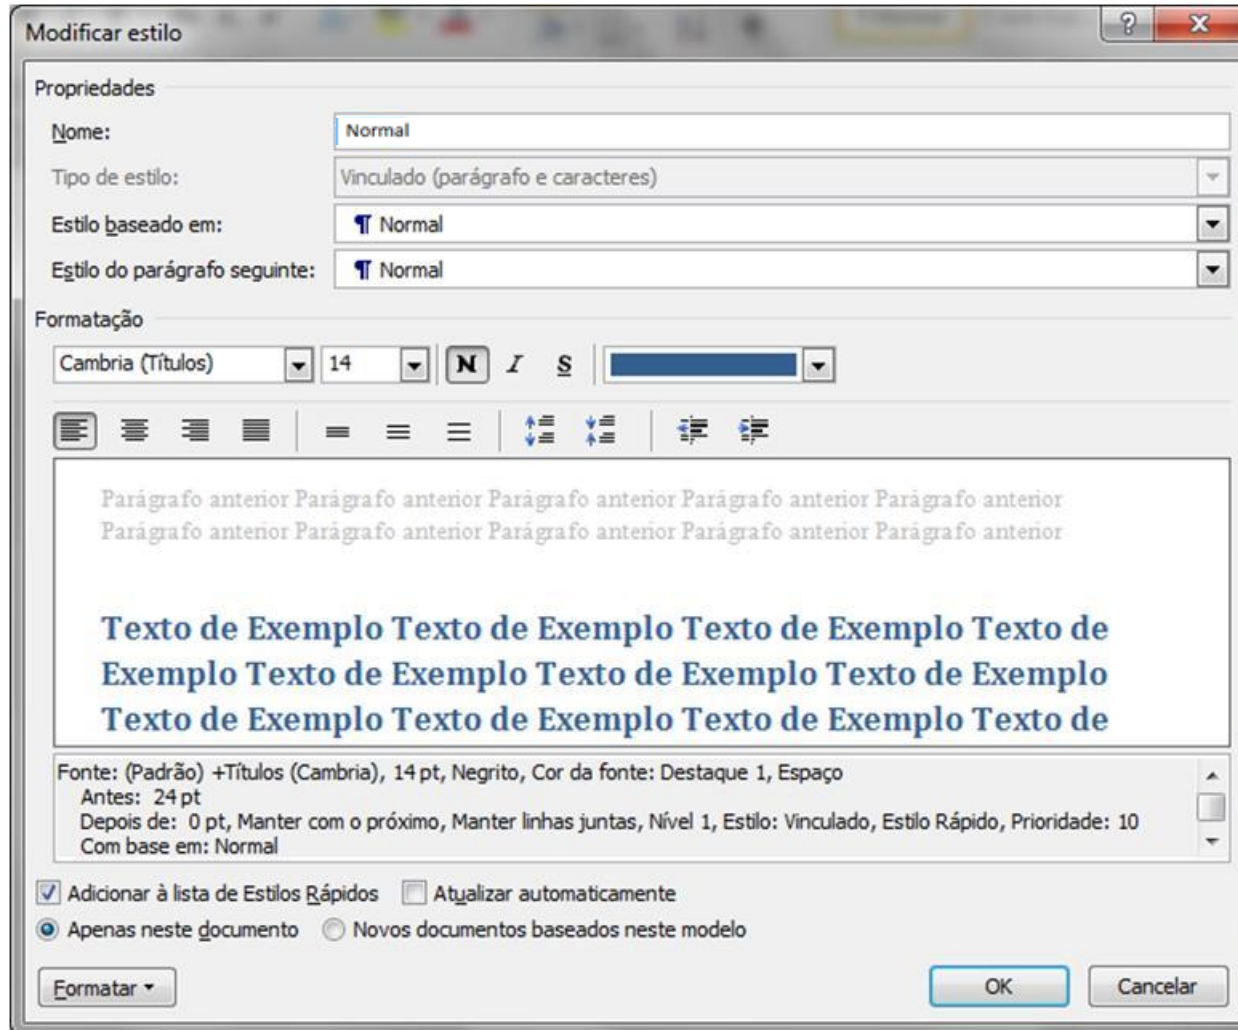 Modificar estilo
?
Propriedades
Nome: Normal
Tipo de estilo: Vinculado (parágrafo e caracteres)
Estilo baseado em: ¶ Normal
Estilo do parágrafo seguinte: ¶ Normal
Formatação
Cambria (Títulos) 14 N I S
Parágrafo anterior Parágrafo anterior Parágrafo anterior Parágrafo anterior Parágrafo anterior
Parágrafo anterior Parágrafo anterior Parágrafo anterior Parágrafo anterior Parágrafo anterior
Texto de Exemplo Texto de Exemplo Texto de Exemplo Texto de
Exemplo Texto de Exemplo Texto de Exemplo Texto de Exemplo
Texto de Exemplo Texto de Exemplo Texto de Exemplo Texto de
Fonte: (Padrão) +Títulos (Cambria), 14 pt, Negrito, Cor da fonte: Destaque 1, Espaço
Antes: 24 pt
Depois de: 0 pt, Manter com o próximo, Manter linhas juntas, Nível 1, Estilo: Vinculado, Estilo Rápido, Prioridade: 10
Com base em: Normal
Adicionar à lista de Estilos Rápidos Atualizar automaticamente
Apenas neste documento Novos documentos baseados neste modelo
Formatar OK Cancelar